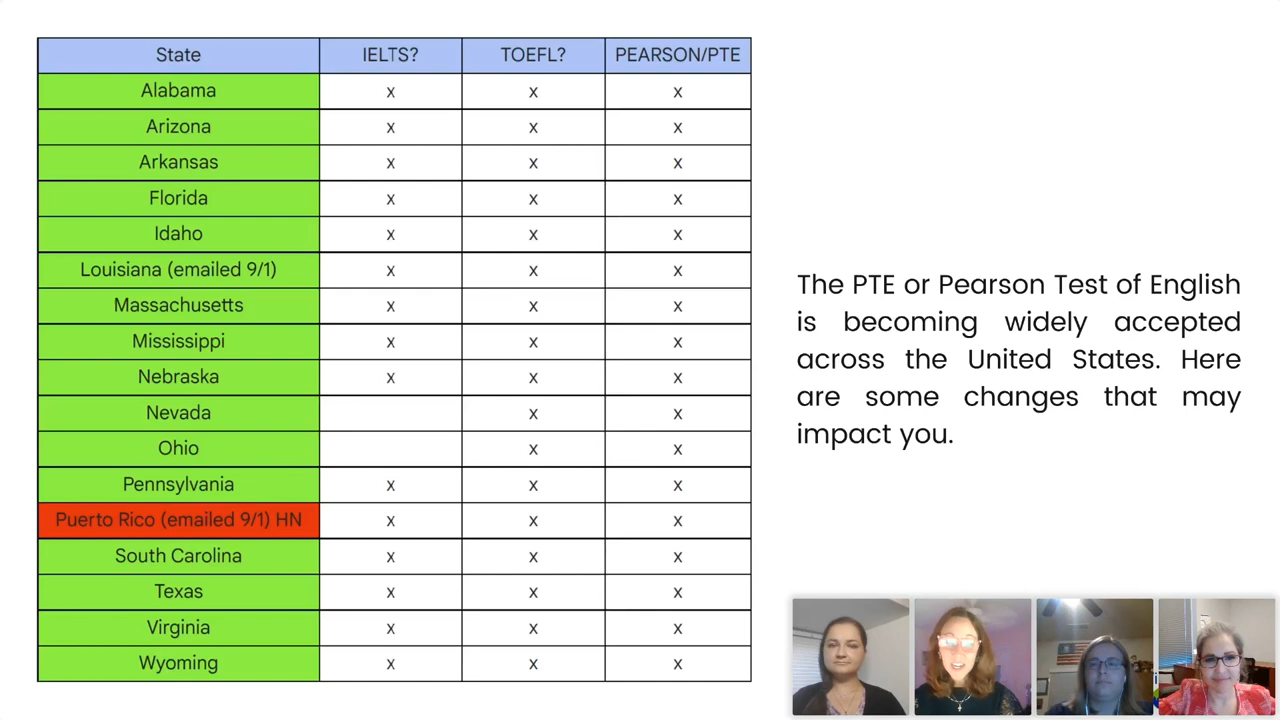 State IELTS? TOEFL? PEARSON/PTE
Alabama x x x
Arizona x x x
Arkansas x x x
Florida x x x
Idaho x x x
Louisiana (emailed 9/1) x x x
Massachusetts x x x
Mississippi x x x
Nebraska x x x
Nevada x x
Ohio x x
Pennsylvania x x x
Puerto Rico (emailed 9/1) HN x x x
South Carolina x x x
Texas x x x
Virginia x x x
Wyoming x x x
The PTE or Pearson Test of English
is becoming widely accepted
across the United States. Here
are some changes that may
impact you.